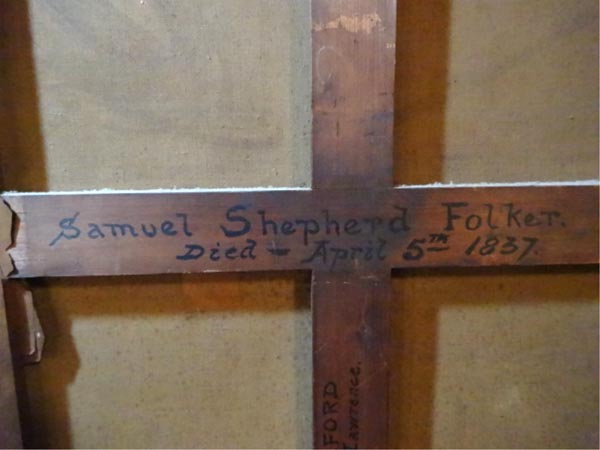 Samuel Shepherd Folker.
Died - April 5TH 1837.
FORD
Lawrence.